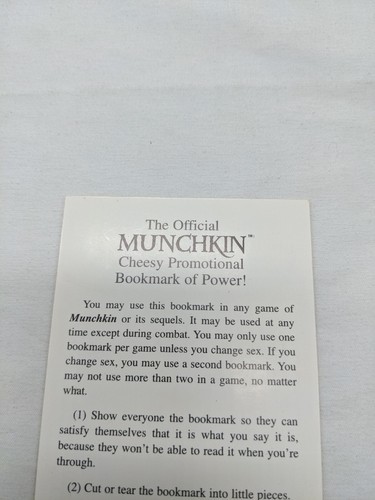 The Official
MUNCHKIN™
Cheesy Promotional
Bookmark of Power!
You may use this bookmark in any game of
Munchkin or its sequels. It may be used at any
time except during combat. You may only use one
bookmark per game unless you change sex. If you
change sex, you may use a second bookmark. You
may not use more than two in a game, no matter
what.
(1) Show everyone the bookmark so they can
satisfy themselves that it is what you say it is,
because they won't be able to read it when you're
through.
(2) Cut or tear the bookmark into little pieces.